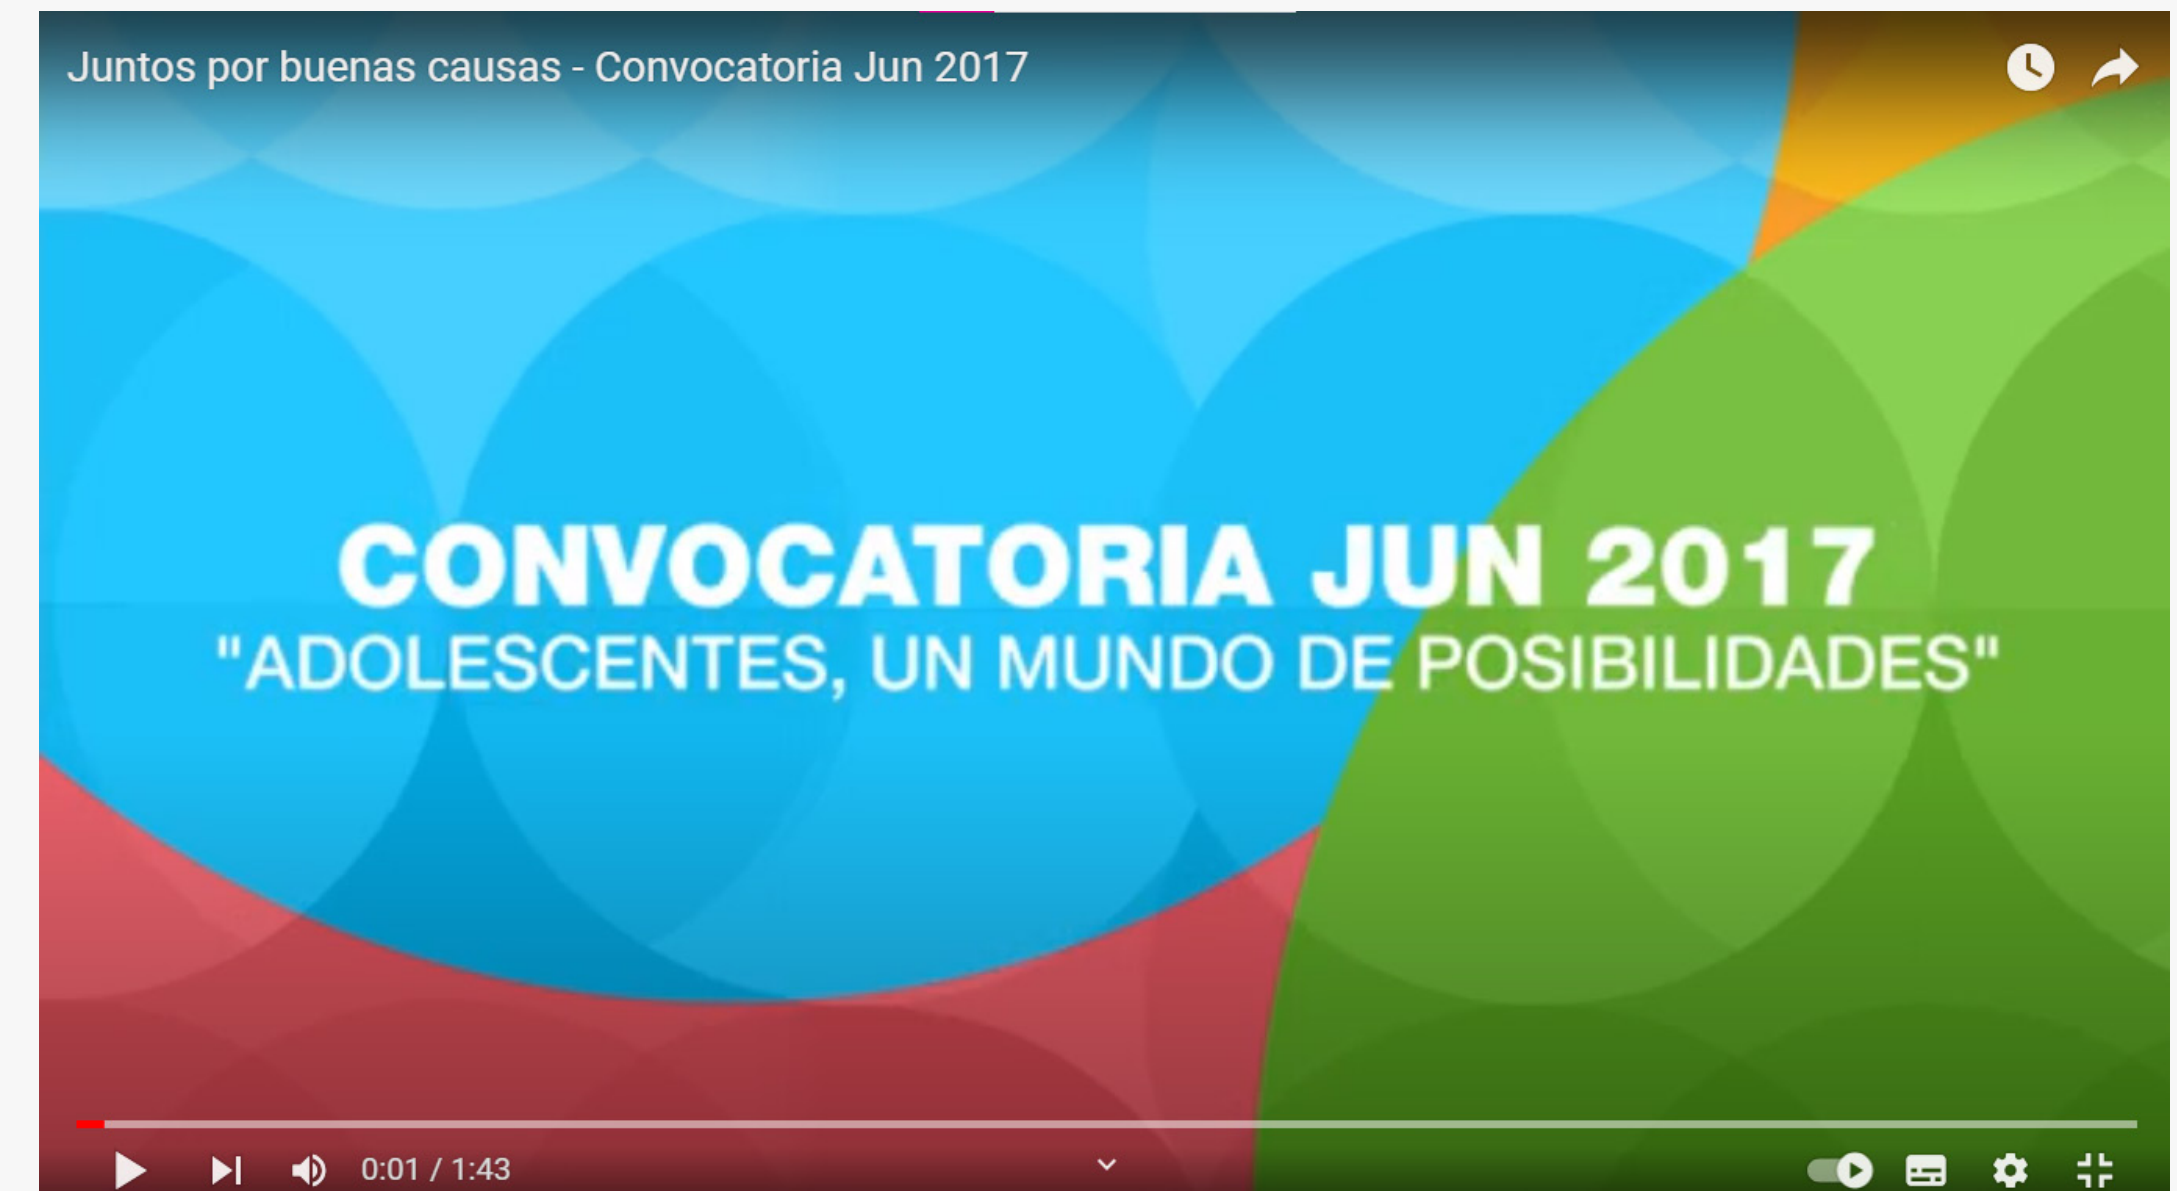 Juntos por buenas causas - Convocatoria Jun 2017
CONVOCATORIA JUN 2017
"ADOLESCENTES, UN MUNDO DE POSIBILIDADES"
0:01 / 1:43